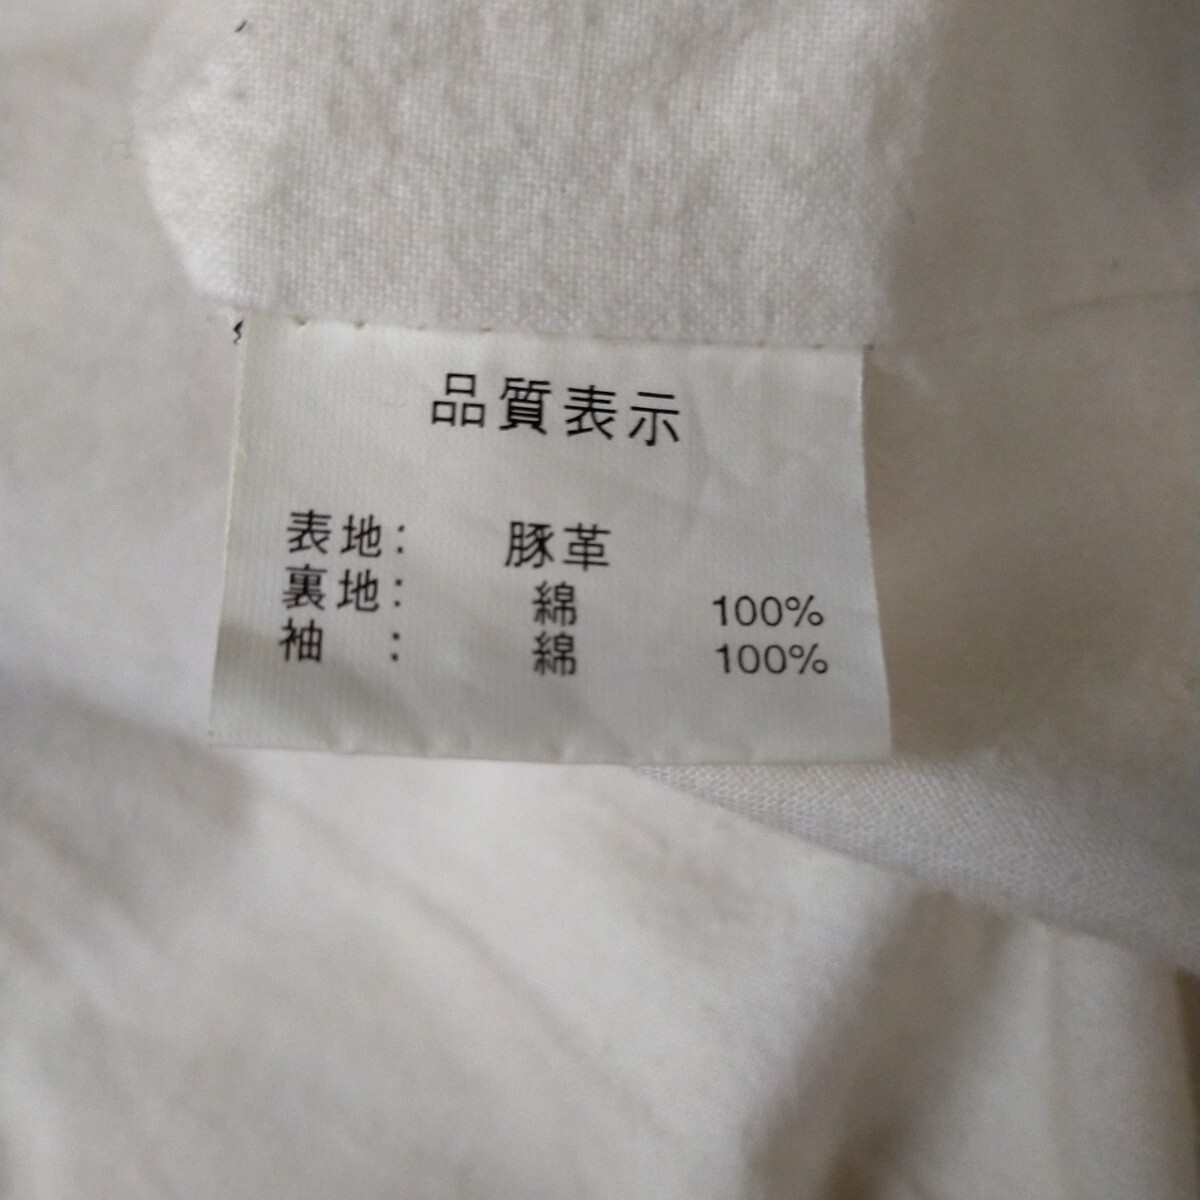 品質表示
表地： 豚革
裏地： 綿 100%
袖 ： 綿 100%